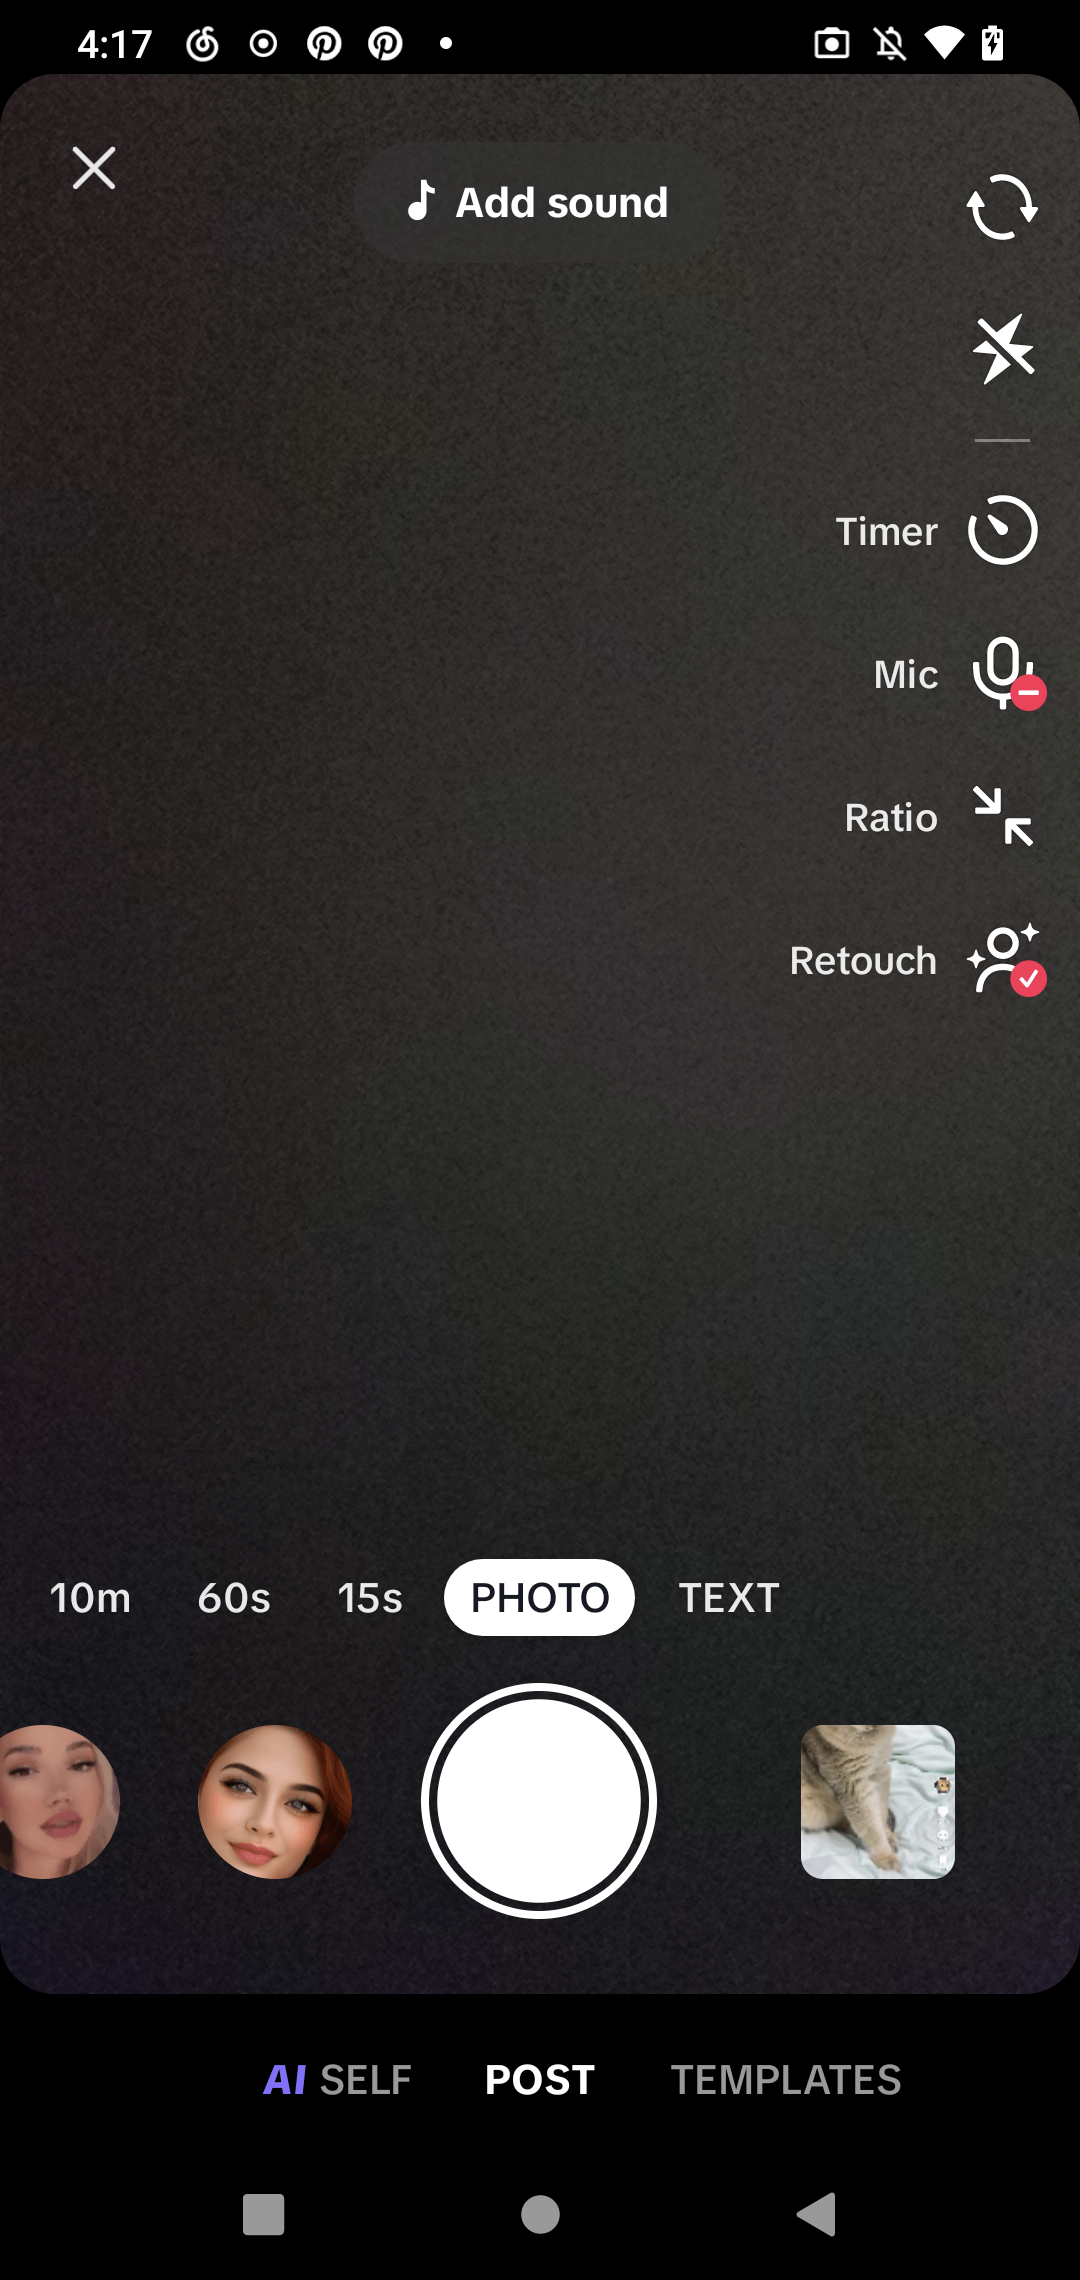 4:17
Add sound
Timer
Mic
Ratio
Retouch
10m 60s 15s PHOTO TEXT
AI SELF POST TEMPLATES